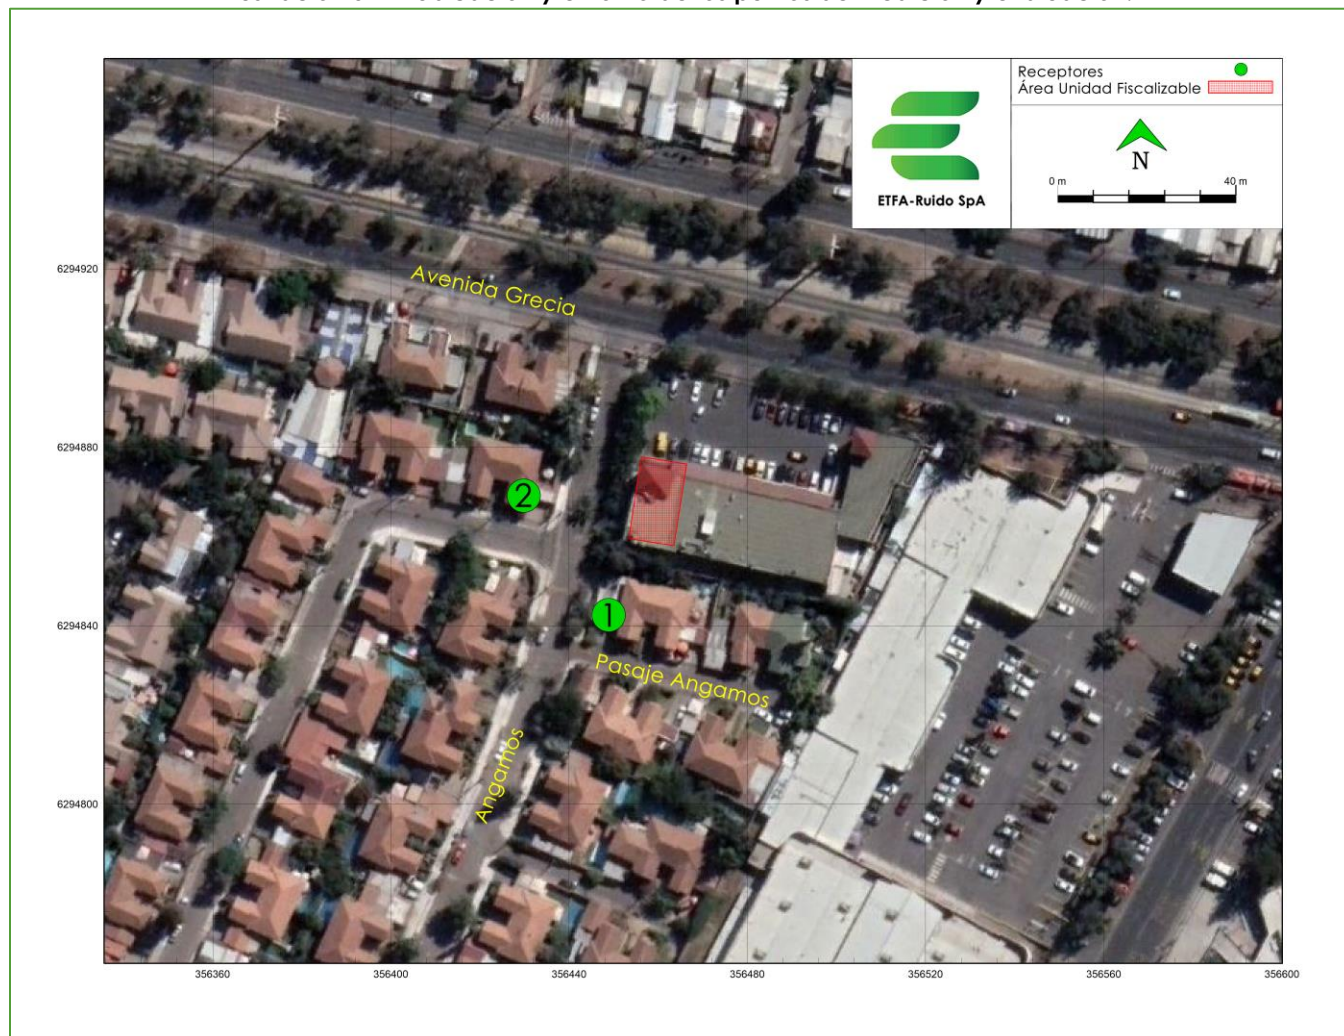 Receptores
Área Unidad Fiscalizable
N
0 m 40 m
ETFA-Ruido SpA
6294920
6294880
6294840
6294800
Avenida Grecia
2
1
Pasaje Angamos
Angamos
356360 356400 356440 356480 356520 356560 356600